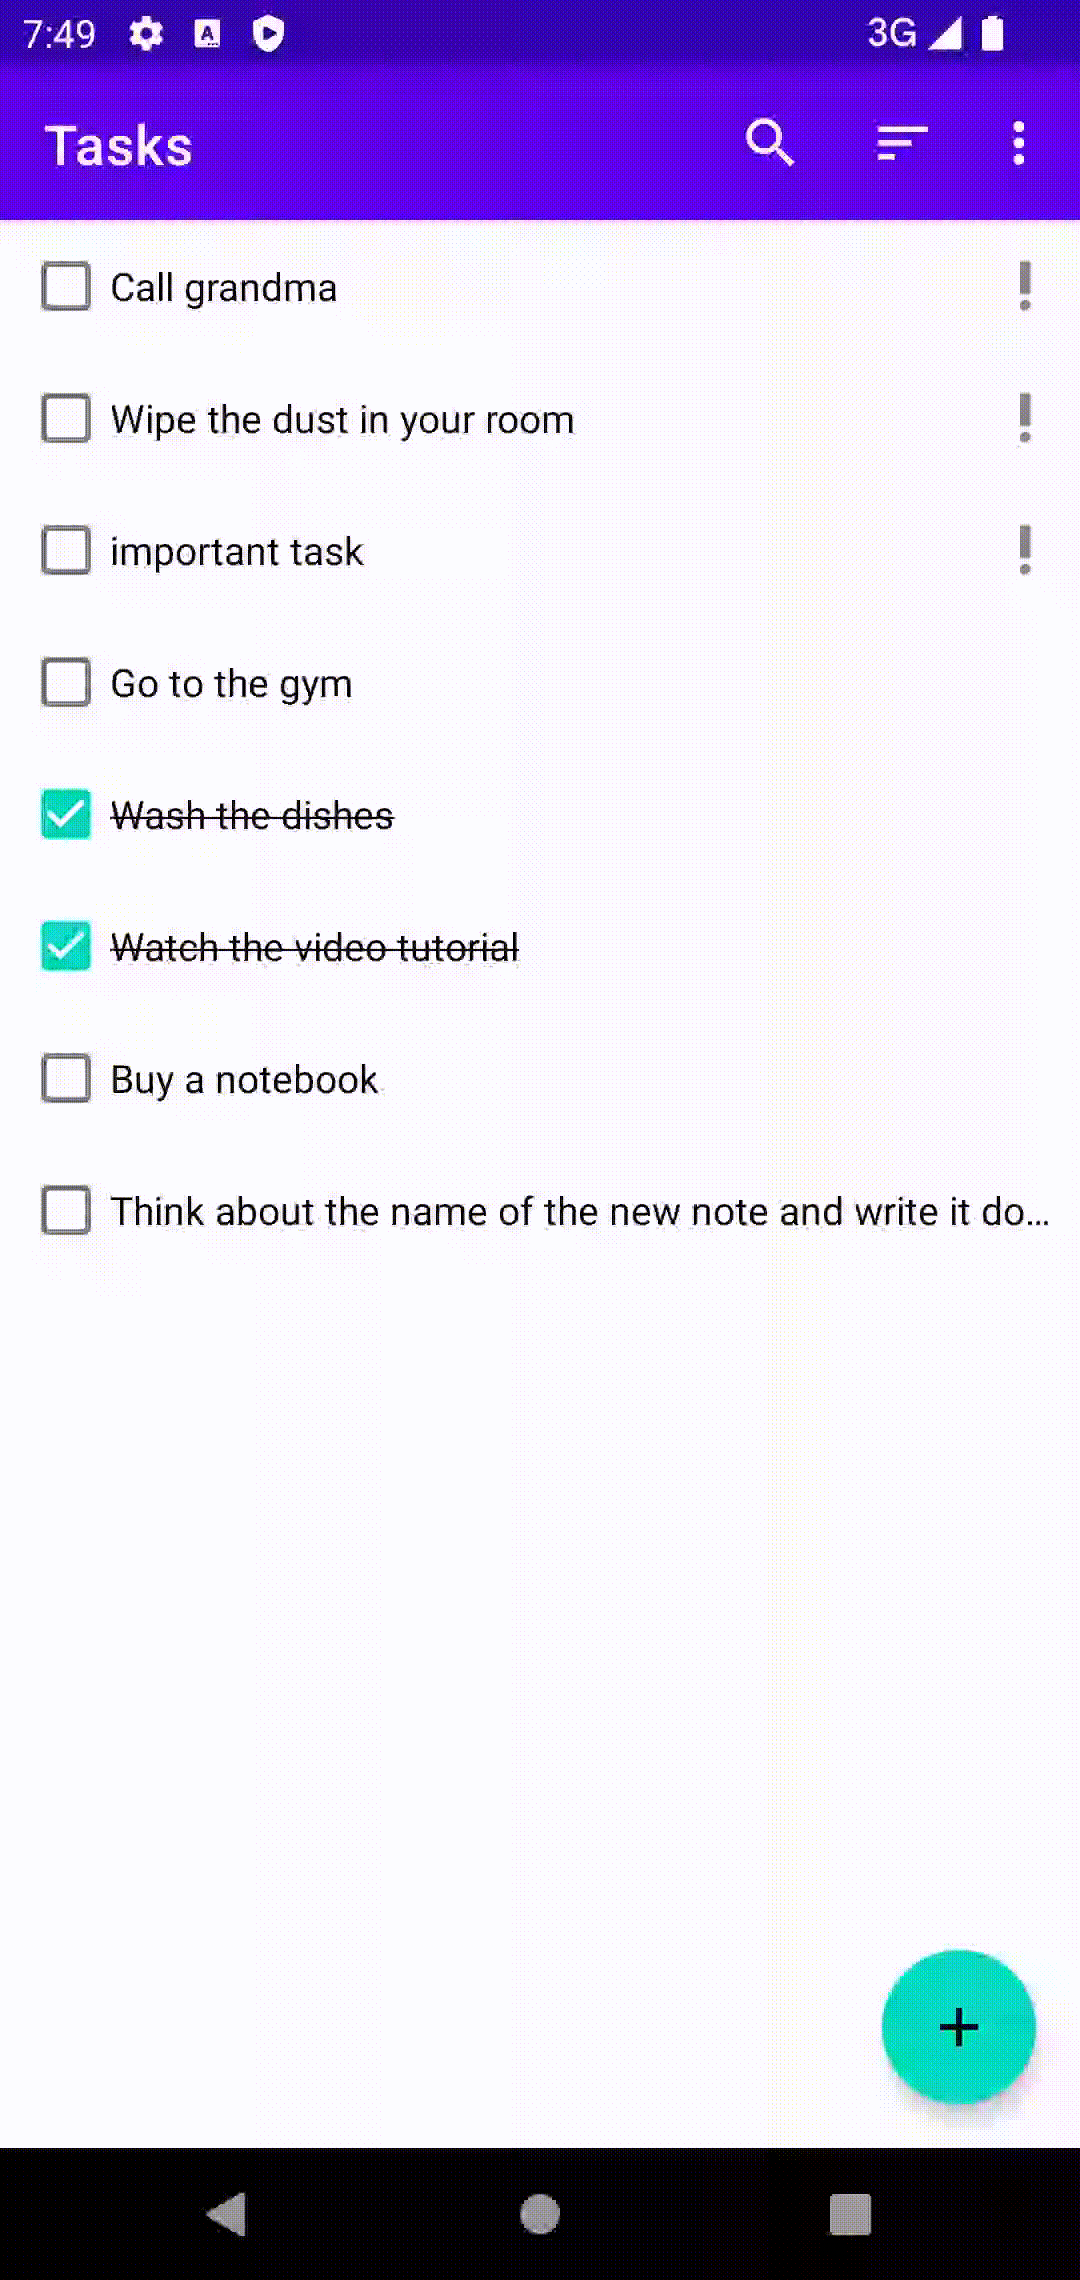 7:49 A 3G
Tasks
Call grandma
Wipe the dust in your room
important task
Go to the gym
Wash the dishes
Watch the video tutorial
Buy a notebook
Think about the name of the new note and write it do...